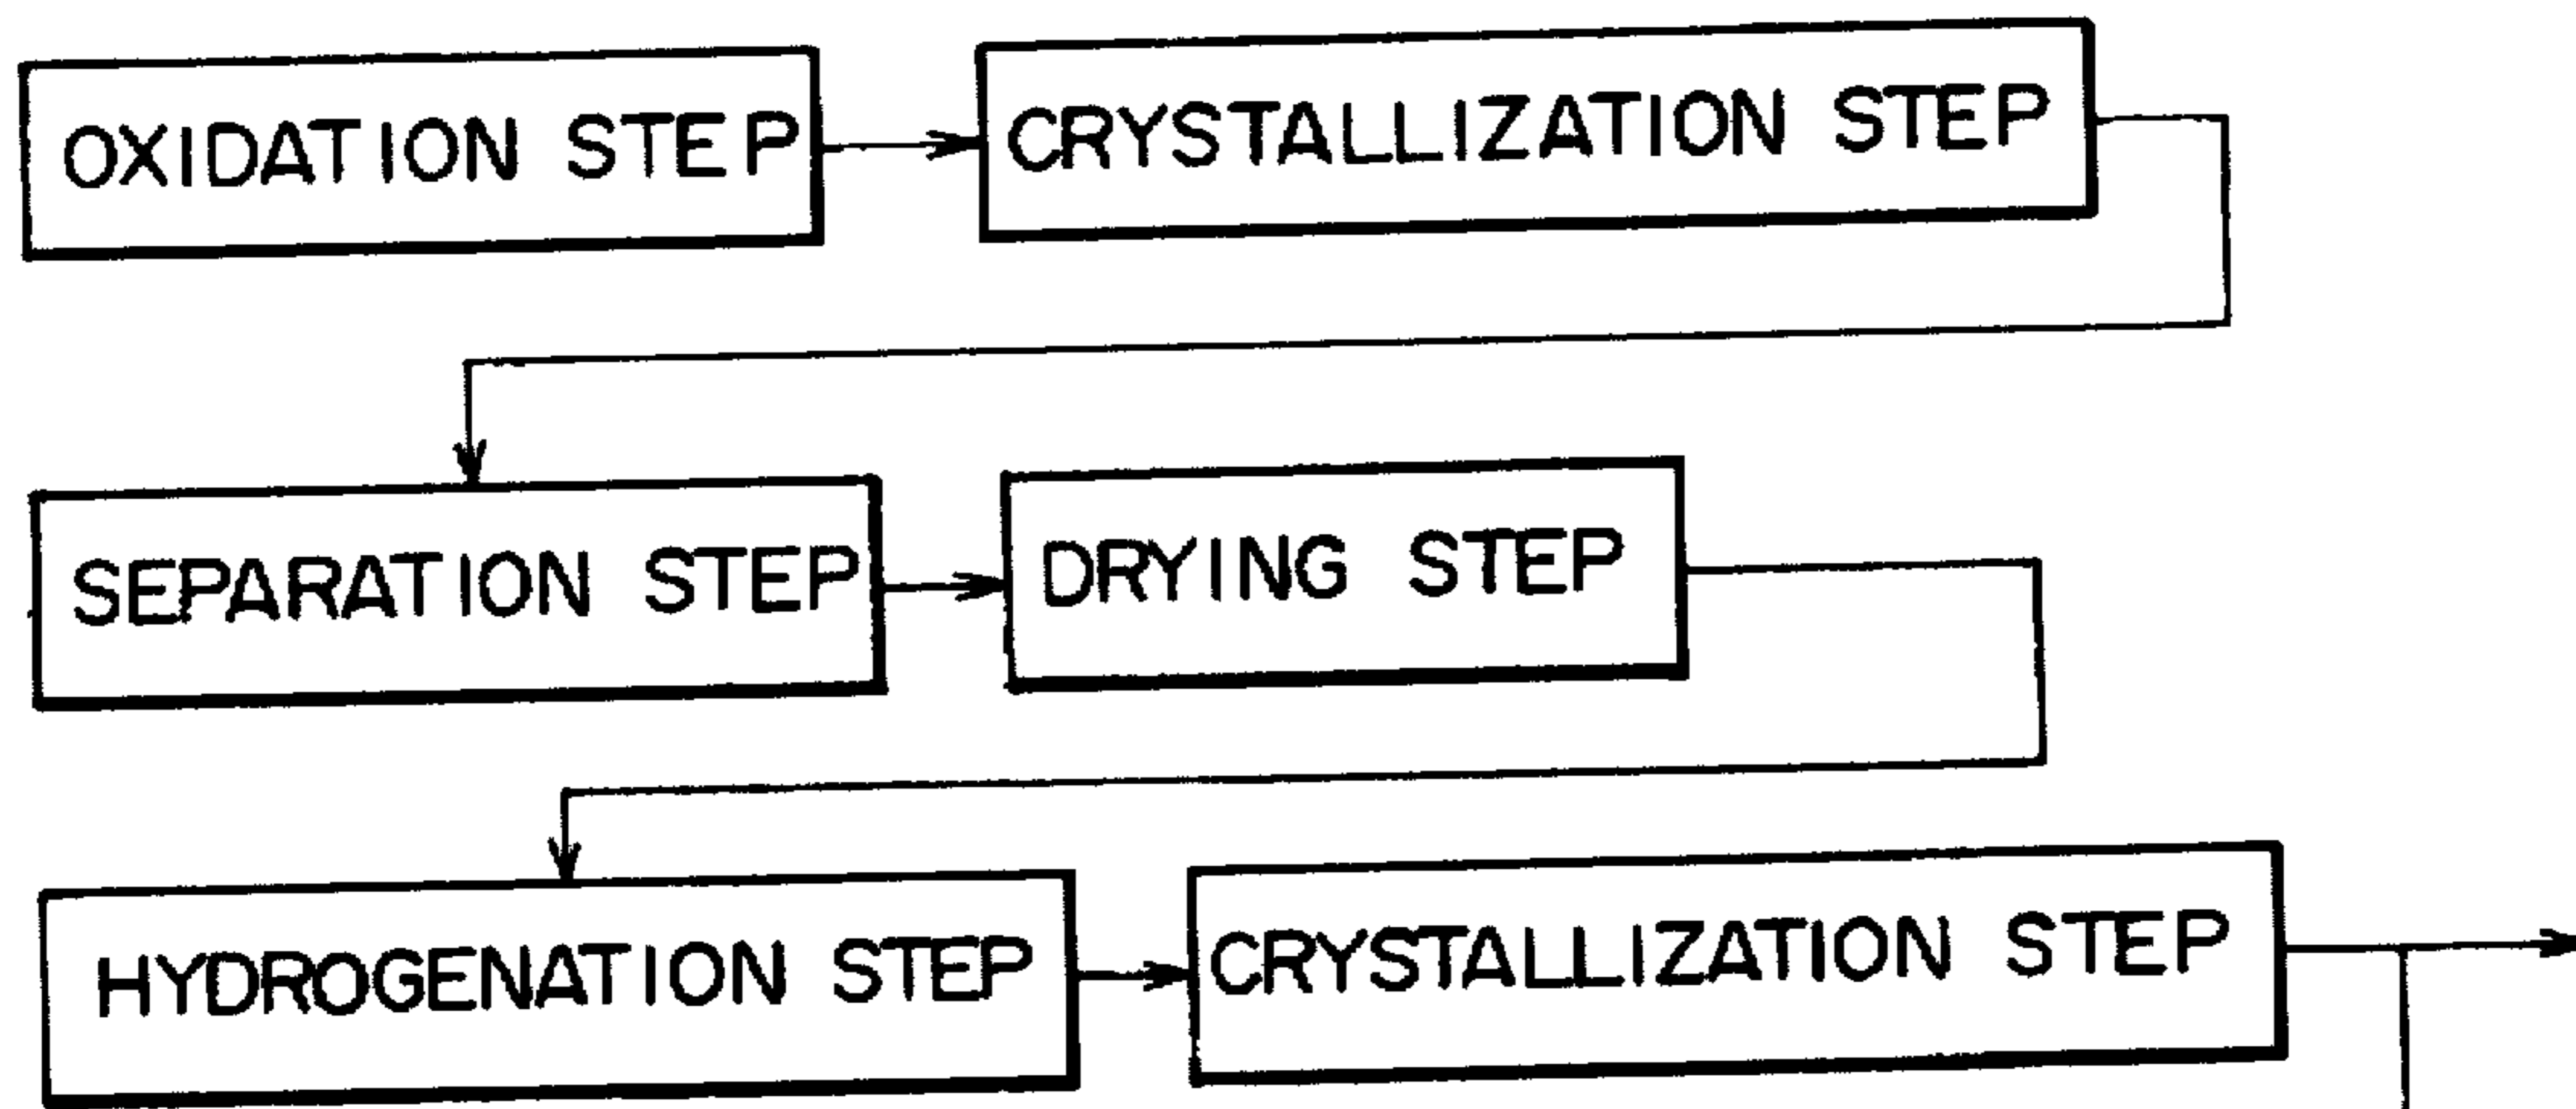 OXIDATION STEP
CRYSTALLIZATION STEP
SEPARATION STEP
DRYING STEP
HYDROGENATION STEP
CRYSTALLIZATION STEP